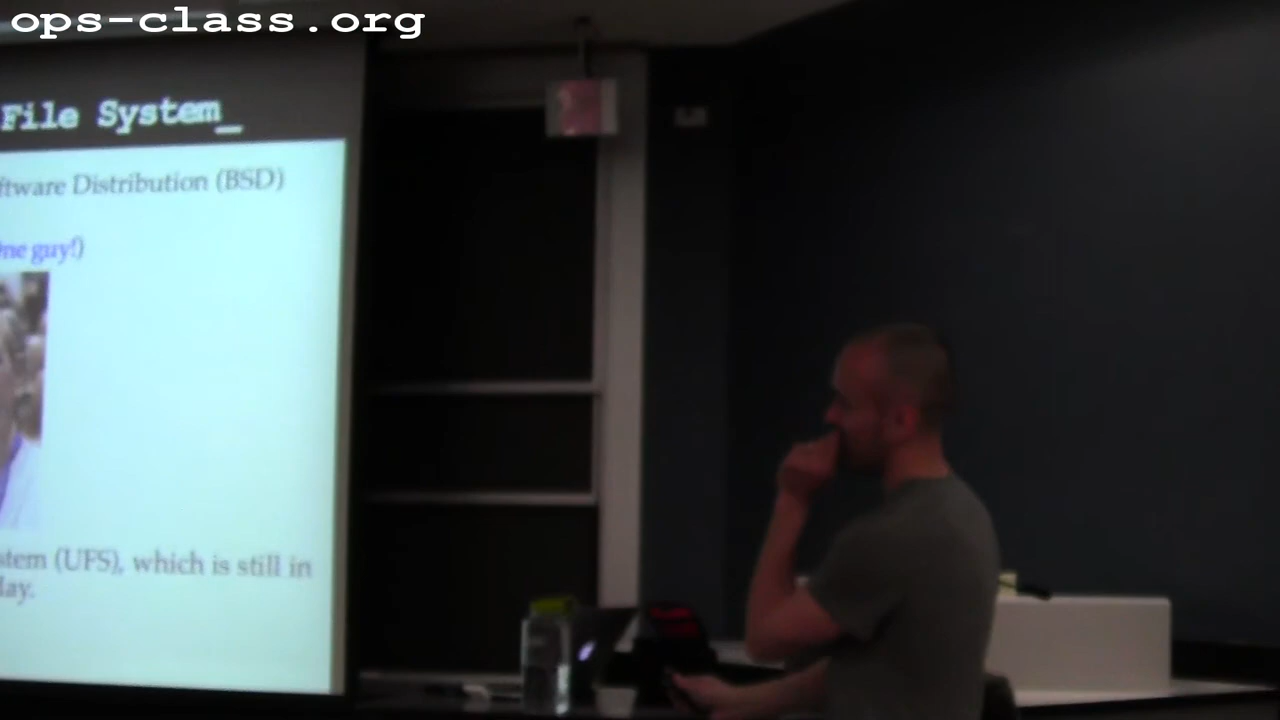 ops-class.org
File System_
ftware Distribution (BSD)
ne guy!)
stem (UFS), which is still in
lay.